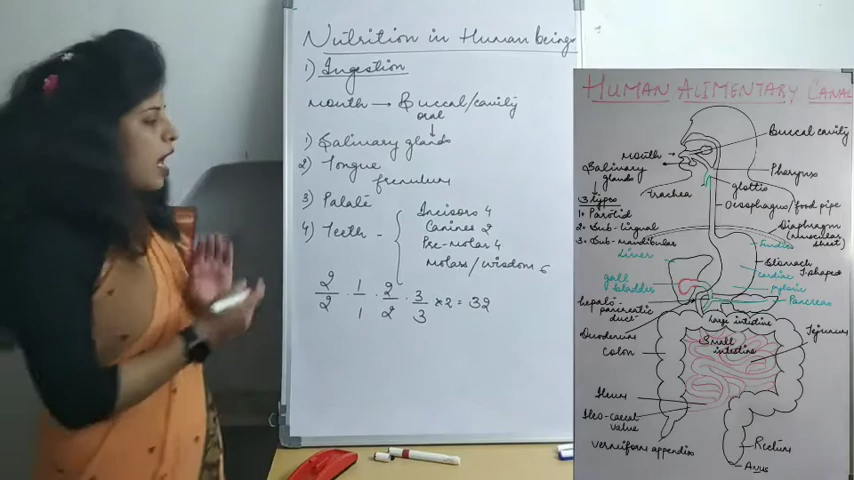 Nutrition in Human beings
1) Ingestion
Mouth → Buccal/cavity
oral
1) Salivary glands
2) Tongue
frenulum
3) Palate
4) Teeth -
Incisors 4
Canines 2
Pre-molar 4
Molars/wisdom 6
2/2 · 1/1 · 2/2 · 3/3 × 2 = 32
HUMAN ALIMENTARY CANAL
Buccal cavity
mouth
Salivary glands
Pharynx
3 types
glottis
1. Parotid
trachea
Oesophagus/food pipe
2. Sub-lingual
3. Sub-mandibular
Diaphragm (muscular sheet)
Liver
Fundus
Stomach
J shaped
cardiac
gall bladder
pyloric
Pancreas
hepato-pancreatic duct
Large intestine
Duodenum
Small intestine
Jejunum
Colon
Ileum
Ileo-caecal valve
vermiform appendix
Rectum
Anus